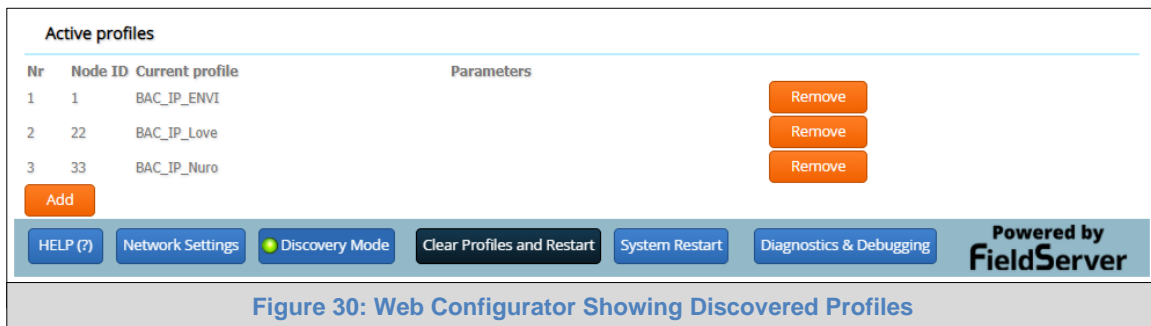 Active profiles
Nr Node ID Current profile Parameters
1 1 BAC_IP_ENVI Remove
2 22 BAC_IP_Love Remove
3 33 BAC_IP_Nuro Remove
Add
HELP (?) Network Settings Discovery Mode Clear Profiles and Restart System Restart Diagnostics & Debugging Powered by
FieldServer
Figure 30: Web Configurator Showing Discovered Profiles